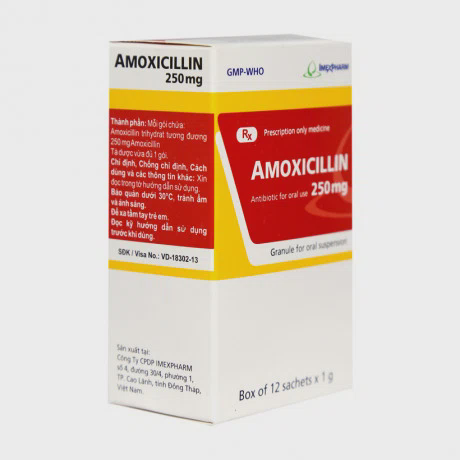 AMOXICILLIN
250mg
Thành phần: Mỗi gói chứa:
Amoxicillin trihydrat tương đương
250mg Amoxicillin
Tá dược vừa đủ 1 gói.
Chỉ định, Chống chỉ định, Cách
dùng và các thông tin khác: Xin
đọc trong tờ hướng dẫn sử dụng.
Bảo quản dưới 30°C, tránh ẩm
và ánh sáng.
Để xa tầm tay trẻ em.
Đọc kỹ hướng dẫn sử dụng
trước khi dùng.
SĐK / Visa No.: VD-18302-13
Sản xuất tại:
Công Ty CPDP IMEXPHARM
số 4, đường 30/4, phường 1,
TP. Cao Lãnh, tỉnh Đồng Tháp,
Việt Nam.
GMP-WHO
IMEXPHARM
Rx Prescription only medicine
AMOXICILLIN
Antibiotic for oral use 250mg
Granule for oral suspension
Box of 12 sachets x 1 g